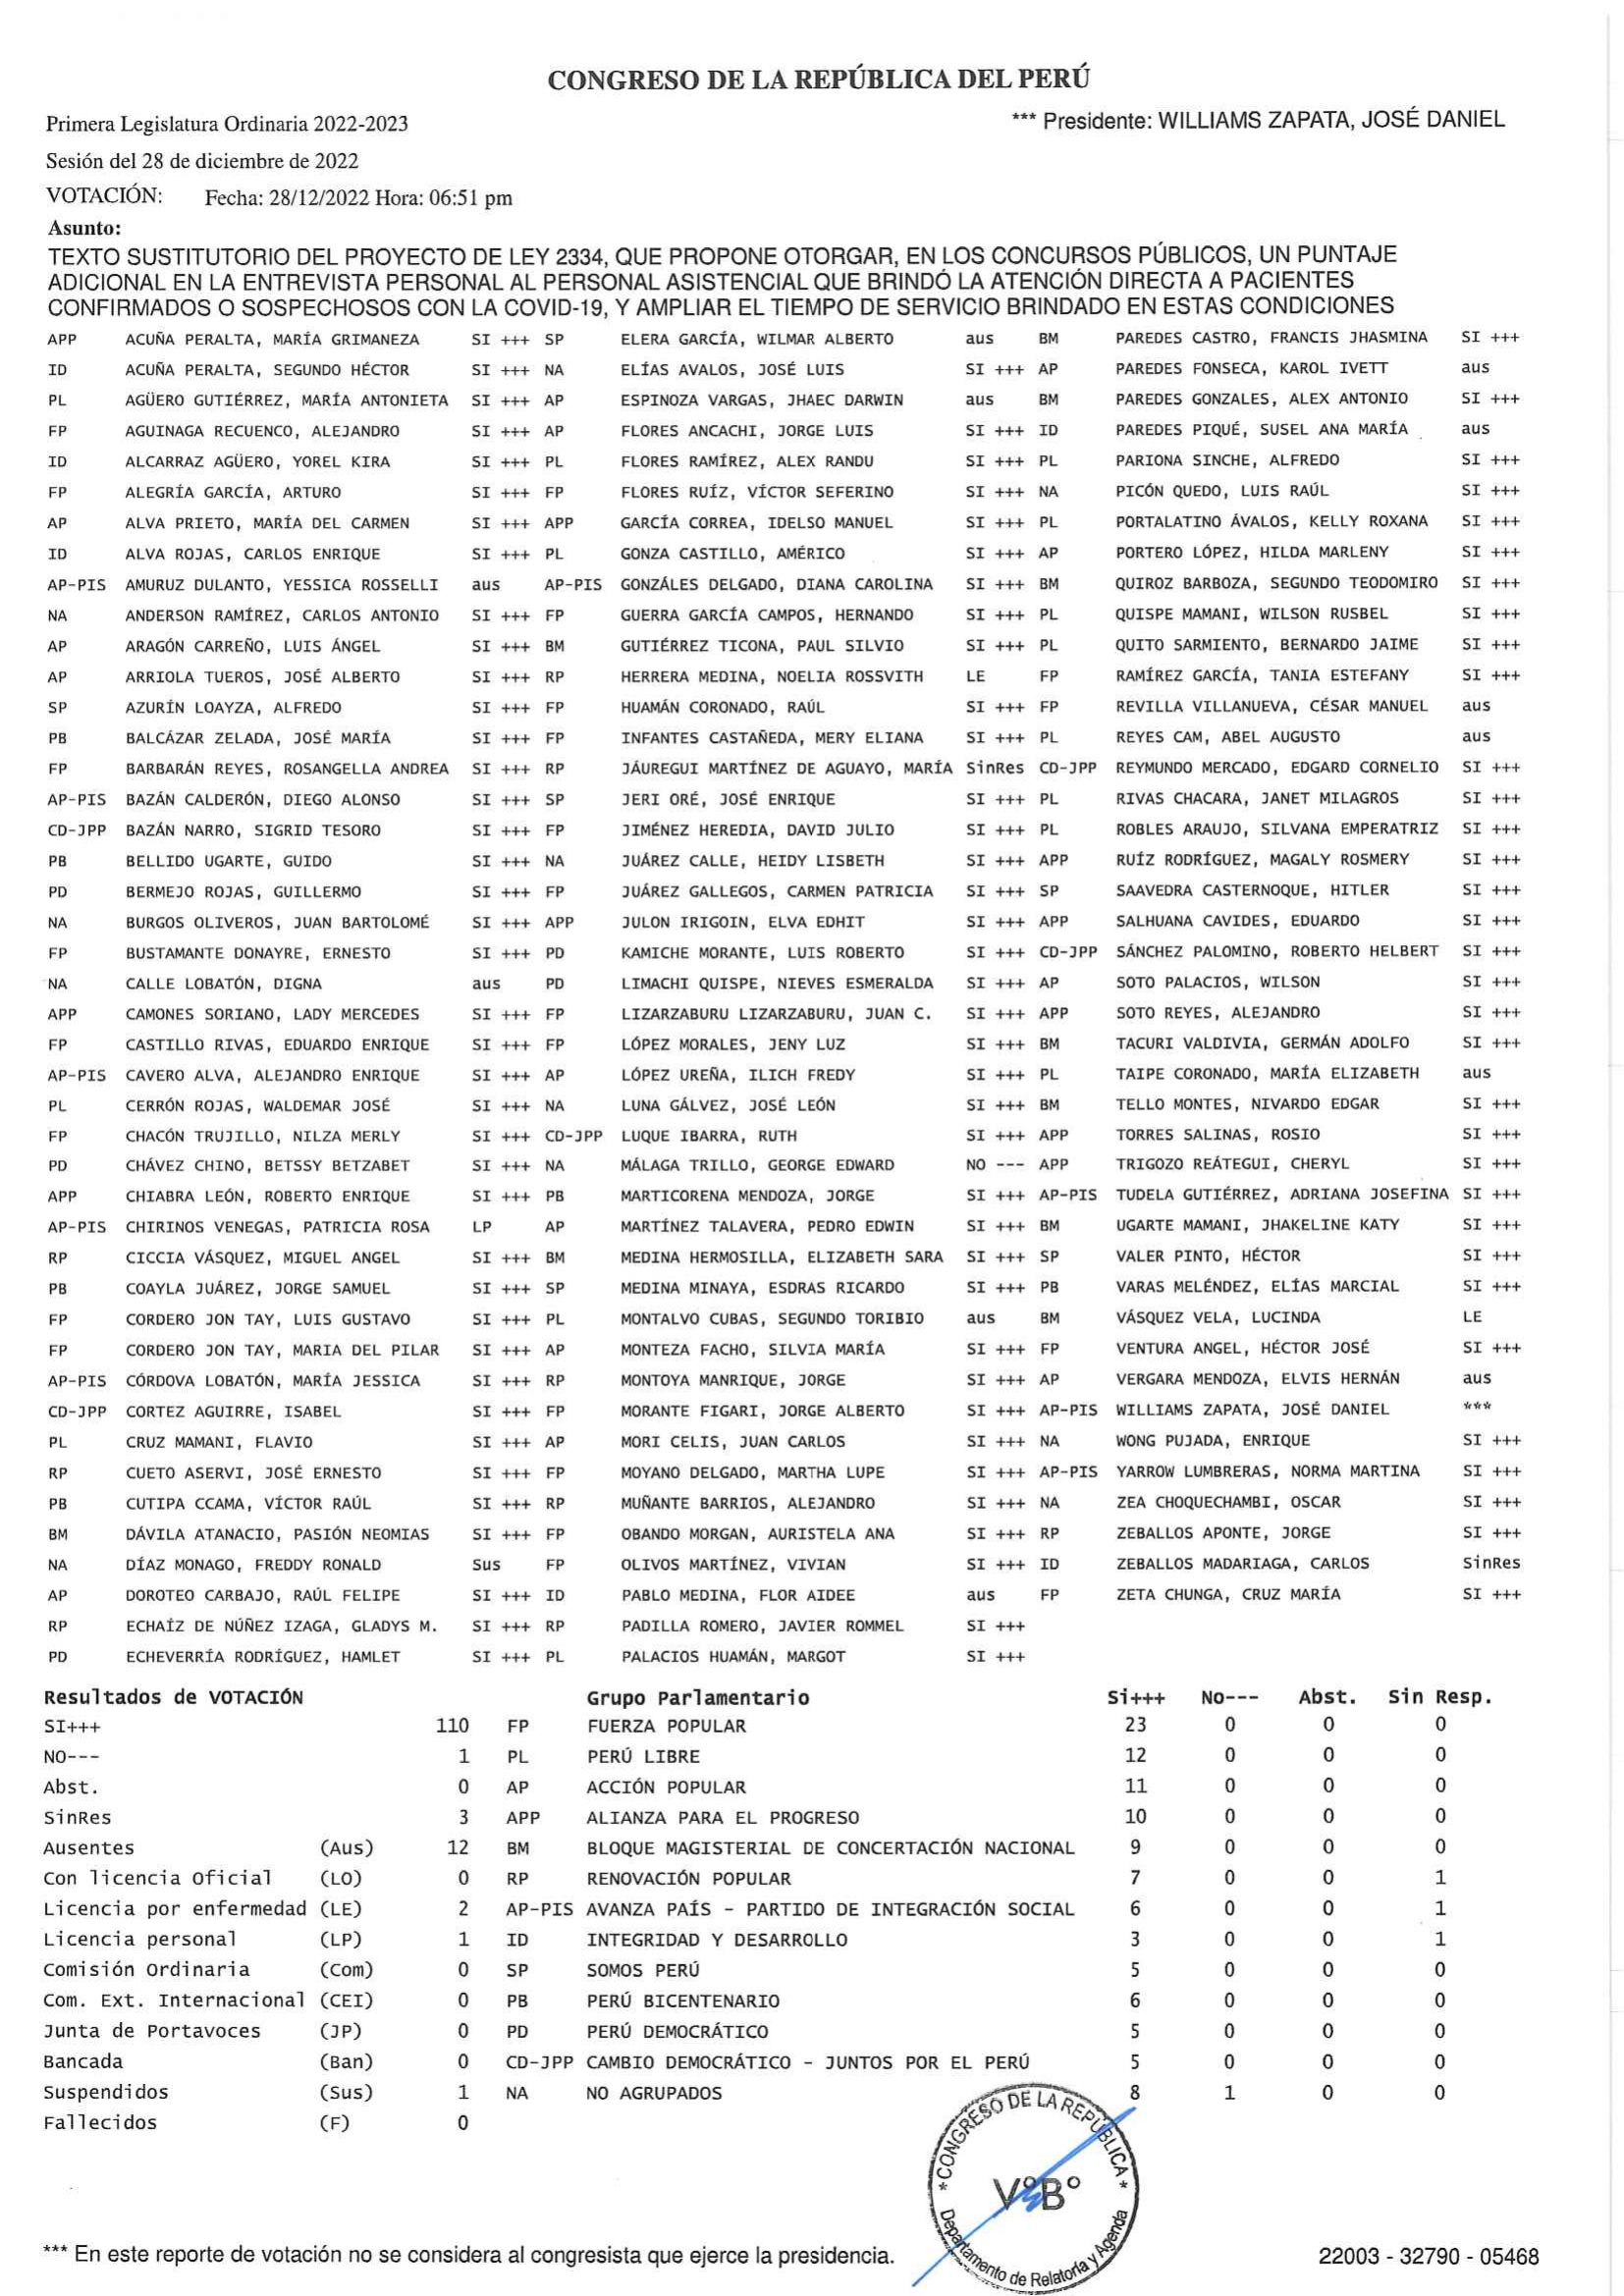 CONGRESO DE LA REPÚBLICA DEL PERÚ
Primera Legislatura Ordinaria 2022-2023
*** Presidente: WILLIAMS ZAPATA, JOSÉ DANIEL
Sesión del 28 de diciembre de 2022
VOTACIÓN: Fecha: 28/12/2022 Hora: 06:51 pm
Asunto:
TEXTO SUSTITUTORIO DEL PROYECTO DE LEY 2334, QUE PROPONE OTORGAR, EN LOS CONCURSOS PÚBLICOS, UN PUNTAJE
ADICIONAL EN LA ENTREVISTA PERSONAL AL PERSONAL ASISTENCIAL QUE BRINDÓ LA ATENCIÓN DIRECTA A PACIENTES
CONFIRMADOS O SOSPECHOSOS CON LA COVID-19, Y AMPLIAR EL TIEMPO DE SERVICIO BRINDADO EN ESTAS CONDICIONES
APP ACUÑA PERALTA, MARÍA GRIMANEZA SI +++ SP ELERA GARCÍA, WILMAR ALBERTO aus BM PAREDES CASTRO, FRANCIS JHASMINA SI +++
ID ACUÑA PERALTA, SEGUNDO HÉCTOR SI +++ NA ELÍAS AVALOS, JOSÉ LUIS SI +++ AP PAREDES FONSECA, KAROL IVETT aus
PL AGÜERO GUTIÉRREZ, MARÍA ANTONIETA SI +++ AP ESPINOZA VARGAS, JHAEC DARWIN aus BM PAREDES GONZALES, ALEX ANTONIO SI +++
FP AGUINAGA RECUENCO, ALEJANDRO SI +++ AP FLORES ANCACHI, JORGE LUIS SI +++ ID PAREDES PIQUÉ, SUSEL ANA MARÍA aus
ID ALCARRAZ AGÜERO, YOREL KIRA SI +++ PL FLORES RAMÍREZ, ALEX RANDU SI +++ PL PARIONA SINCHE, ALFREDO SI +++
FP ALEGRÍA GARCÍA, ARTURO SI +++ FP FLORES RUÍZ, VÍCTOR SEFERINO SI +++ NA PICÓN QUEDO, LUIS RAÚL SI +++
AP ALVA PRIETO, MARÍA DEL CARMEN SI +++ APP GARCÍA CORREA, IDELSO MANUEL SI +++ PL PORTALATINO ÁVALOS, KELLY ROXANA SI +++
ID ALVA ROJAS, CARLOS ENRIQUE SI +++ PL GONZA CASTILLO, AMÉRICO SI +++ AP PORTERO LÓPEZ, HILDA MARLENY SI +++
AP-PIS AMURUZ DULANTO, YESSICA ROSSELLI aus AP-PIS GONZÁLES DELGADO, DIANA CAROLINA SI +++ BM QUIROZ BARBOZA, SEGUNDO TEODOMIRO SI +++
NA ANDERSON RAMÍREZ, CARLOS ANTONIO SI +++ FP GUERRA GARCÍA CAMPOS, HERNANDO SI +++ PL QUISPE MAMANI, WILSON RUSBEL SI +++
AP ARAGÓN CARREÑO, LUIS ÁNGEL SI +++ BM GUTIÉRREZ TICONA, PAUL SILVIO SI +++ PL QUITO SARMIENTO, BERNARDO JAIME SI +++
AP ARRIOLA TUEROS, JOSÉ ALBERTO SI +++ RP HERRERA MEDINA, NOELIA ROSSVITH LE FP RAMÍREZ GARCÍA, TANIA ESTEFANY SI +++
SP AZURÍN LOAYZA, ALFREDO SI +++ FP HUAMÁN CORONADO, RAÚL SI +++ FP REVILLA VILLANUEVA, CÉSAR MANUEL aus
PB BALCÁZAR ZELADA, JOSÉ MARÍA SI +++ FP INFANTES CASTAÑEDA, MERY ELIANA SI +++ PL REYES CAM, ABEL AUGUSTO aus
FP BARBARÁN REYES, ROSANGELLA ANDREA SI +++ RP JÁUREGUI MARTÍNEZ DE AGUAYO, MARÍA SinRes CD-JPP REYMUNDO MERCADO, EDGARD CORNELIO SI +++
AP-PIS BAZÁN CALDERÓN, DIEGO ALONSO SI +++ SP JERI ORÉ, JOSÉ ENRIQUE SI +++ PL RIVAS CHACARA, JANET MILAGROS SI +++
CD-JPP BAZÁN NARRO, SIGRID TESORO SI +++ FP JIMÉNEZ HEREDIA, DAVID JULIO SI +++ PL ROBLES ARAUJO, SILVANA EMPERATRIZ SI +++
PB BELLIDO UGARTE, GUIDO SI +++ NA JUÁREZ CALLE, HEIDY LISBETH SI +++ APP RUÍZ RODRÍGUEZ, MAGALY ROSMERY SI +++
PD BERMEJO ROJAS, GUILLERMO SI +++ FP JUÁREZ GALLEGOS, CARMEN PATRICIA SI +++ SP SAAVEDRA CASTERNOQUE, HITLER SI +++
NA BURGOS OLIVEROS, JUAN BARTOLOMÉ SI +++ APP JULON IRIGOIN, ELVA EDHIT SI +++ APP SALHUANA CAVIDES, EDUARDO SI +++
FP BUSTAMANTE DONAYRE, ERNESTO SI +++ PD KAMICHE MORANTE, LUIS ROBERTO SI +++ CD-JPP SÁNCHEZ PALOMINO, ROBERTO HELBERT SI +++
NA CALLE LOBATÓN, DIGNA aus PD LIMACHI QUISPE, NIEVES ESMERALDA SI +++ AP SOTO PALACIOS, WILSON SI +++
APP CAMONES SORIANO, LADY MERCEDES SI +++ FP LIZARZABURU LIZARZABURU, JUAN C. SI +++ APP SOTO REYES, ALEJANDRO SI +++
FP CASTILLO RIVAS, EDUARDO ENRIQUE SI +++ FP LÓPEZ MORALES, JENY LUZ SI +++ BM TACURI VALDIVIA, GERMÁN ADOLFO SI +++
AP-PIS CAVERO ALVA, ALEJANDRO ENRIQUE SI +++ AP LÓPEZ UREÑA, ILICH FREDY SI +++ PL TAIPE CORONADO, MARÍA ELIZABETH aus
PL CERRÓN ROJAS, WALDEMAR JOSÉ SI +++ NA LUNA GÁLVEZ, JOSÉ LEÓN SI +++ BM TELLO MONTES, NIVARDO EDGAR SI +++
FP CHACÓN TRUJILLO, NILZA MERLY SI +++ CD-JPP LUQUE IBARRA, RUTH SI +++ APP TORRES SALINAS, ROSIO SI +++
PD CHÁVEZ CHINO, BETSSY BETZABET SI +++ NA MÁLAGA TRILLO, GEORGE EDWARD NO --- APP TRIGOZO REÁTEGUI, CHERYL SI +++
APP CHIABRA LEÓN, ROBERTO ENRIQUE SI +++ PB MARTICORENA MENDOZA, JORGE SI +++ AP-PIS TUDELA GUTIÉRREZ, ADRIANA JOSEFINA SI +++
AP-PIS CHIRINOS VENEGAS, PATRICIA ROSA LP AP MARTÍNEZ TALAVERA, PEDRO EDWIN SI +++ BM UGARTE MAMANI, JHAKELINE KATY SI +++
RP CICCIA VÁSQUEZ, MIGUEL ANGEL SI +++ BM MEDINA HERMOSILLA, ELIZABETH SARA SI +++ SP VALER PINTO, HÉCTOR SI +++
PB COAYLA JUÁREZ, JORGE SAMUEL SI +++ SP MEDINA MINAYA, ESDRAS RICARDO SI +++ PB VARAS MELÉNDEZ, ELÍAS MARCIAL SI +++
FP CORDERO JON TAY, LUIS GUSTAVO SI +++ PL MONTALVO CUBAS, SEGUNDO TORIBIO aus BM VÁSQUEZ VELA, LUCINDA LE
FP CORDERO JON TAY, MARIA DEL PILAR SI +++ AP MONTEZA FACHO, SILVIA MARÍA SI +++ FP VENTURA ANGEL, HÉCTOR JOSÉ SI +++
AP-PIS CÓRDOVA LOBATÓN, MARÍA JESSICA SI +++ RP MONTOYA MANRIQUE, JORGE SI +++ AP VERGARA MENDOZA, ELVIS HERNÁN aus
CD-JPP CORTEZ AGUIRRE, ISABEL SI +++ FP MORANTE FIGARI, JORGE ALBERTO SI +++ AP-PIS WILLIAMS ZAPATA, JOSÉ DANIEL ***
PL CRUZ MAMANI, FLAVIO SI +++ AP MORI CELIS, JUAN CARLOS SI +++ NA WONG PUJADA, ENRIQUE SI +++
RP CUETO ASERVI, JOSÉ ERNESTO SI +++ FP MOYANO DELGADO, MARTHA LUPE SI +++ AP-PIS YARROW LUMBRERAS, NORMA MARTINA SI +++
PB CUTIPA CCAMA, VÍCTOR RAÚL SI +++ RP MUÑANTE BARRIOS, ALEJANDRO SI +++ NA ZEA CHOQUECHAMBI, OSCAR SI +++
BM DÁVILA ATANACIO, PASIÓN NEOMIAS SI +++ FP OBANDO MORGAN, AURISTELA ANA SI +++ RP ZEBALLOS APONTE, JORGE SI +++
NA DÍAZ MONAGO, FREDDY RONALD Sus FP OLIVOS MARTÍNEZ, VIVIAN SI +++ ID ZEBALLOS MADARIAGA, CARLOS SinRes
AP DOROTEO CARBAJO, RAÚL FELIPE SI +++ ID PABLO MEDINA, FLOR AIDEE aus FP ZETA CHUNGA, CRUZ MARÍA SI +++
RP ECHAÍZ DE NÚÑEZ IZAGA, GLADYS M. SI +++ RP PADILLA ROMERO, JAVIER ROMMEL SI +++
PD ECHEVERRÍA RODRÍGUEZ, HAMLET SI +++ PL PALACIOS HUAMÁN, MARGOT SI +++
Resultados de VOTACIÓN Grupo Parlamentario Si+++ No--- Abst. Sin Resp.
SI+++ 110 FP FUERZA POPULAR 23 0 0 0
NO--- 1 PL PERÚ LIBRE 12 0 0 0
Abst. 0 AP ACCIÓN POPULAR 11 0 0 0
SinRes 3 APP ALIANZA PARA EL PROGRESO 10 0 0 0
Ausentes (Aus) 12 BM BLOQUE MAGISTERIAL DE CONCERTACIÓN NACIONAL 9 0 0 0
Con licencia Oficial (LO) 0 RP RENOVACIÓN POPULAR 7 0 0 1
Licencia por enfermedad (LE) 2 AP-PIS AVANZA PAÍS - PARTIDO DE INTEGRACIÓN SOCIAL 6 0 0 1
Licencia personal (LP) 1 ID INTEGRIDAD Y DESARROLLO 3 0 0 1
Comisión Ordinaria (Com) 0 SP SOMOS PERÚ 5 0 0 0
Com. Ext. Internacional (CEI) 0 PB PERÚ BICENTENARIO 6 0 0 0
Junta de Portavoces (JP) 0 PD PERÚ DEMOCRÁTICO 5 0 0 0
Bancada (Ban) 0 CD-JPP CAMBIO DEMOCRÁTICO - JUNTOS POR EL PERÚ 5 0 0 0
Suspendidos (Sus) 1 NA NO AGRUPADOS 8 1 0 0
Fallecidos (F) 0
* CONGRESO DE LA REPÚBLICA *
V°B°
Departamento de Relatoría y Agenda
*** En este reporte de votación no se considera al congresista que ejerce la presidencia.
22003 - 32790 - 05468